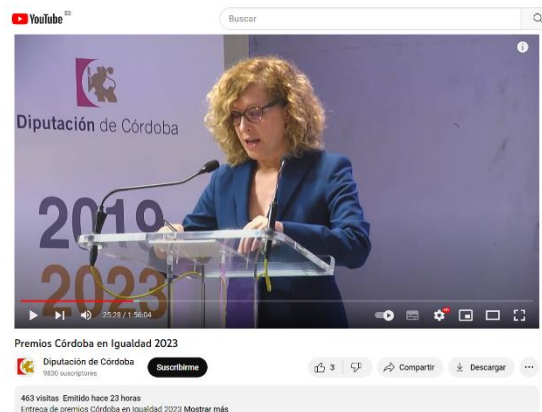 YouTube ES
Buscar
Diputación de Córdoba
2019
2023
25:28 / 1:56:04
Premios Córdoba en Igualdad 2023
Diputación de Córdoba
9830 suscriptores
Suscribirme
3
Compartir
Descargar
463 visitas Emitido hace 23 horas
Entrega de premios Córdoba en Igualdad 2023 Mostrar más